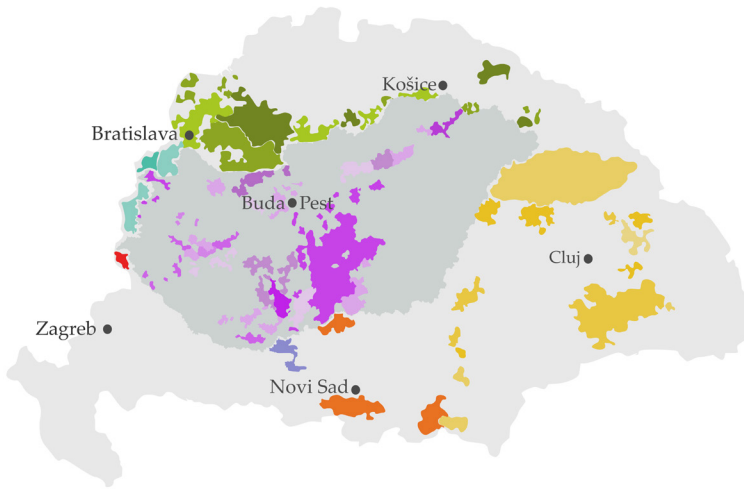 Košice
Bratislava
Buda Pest
Cluj
Zagreb
Novi Sad